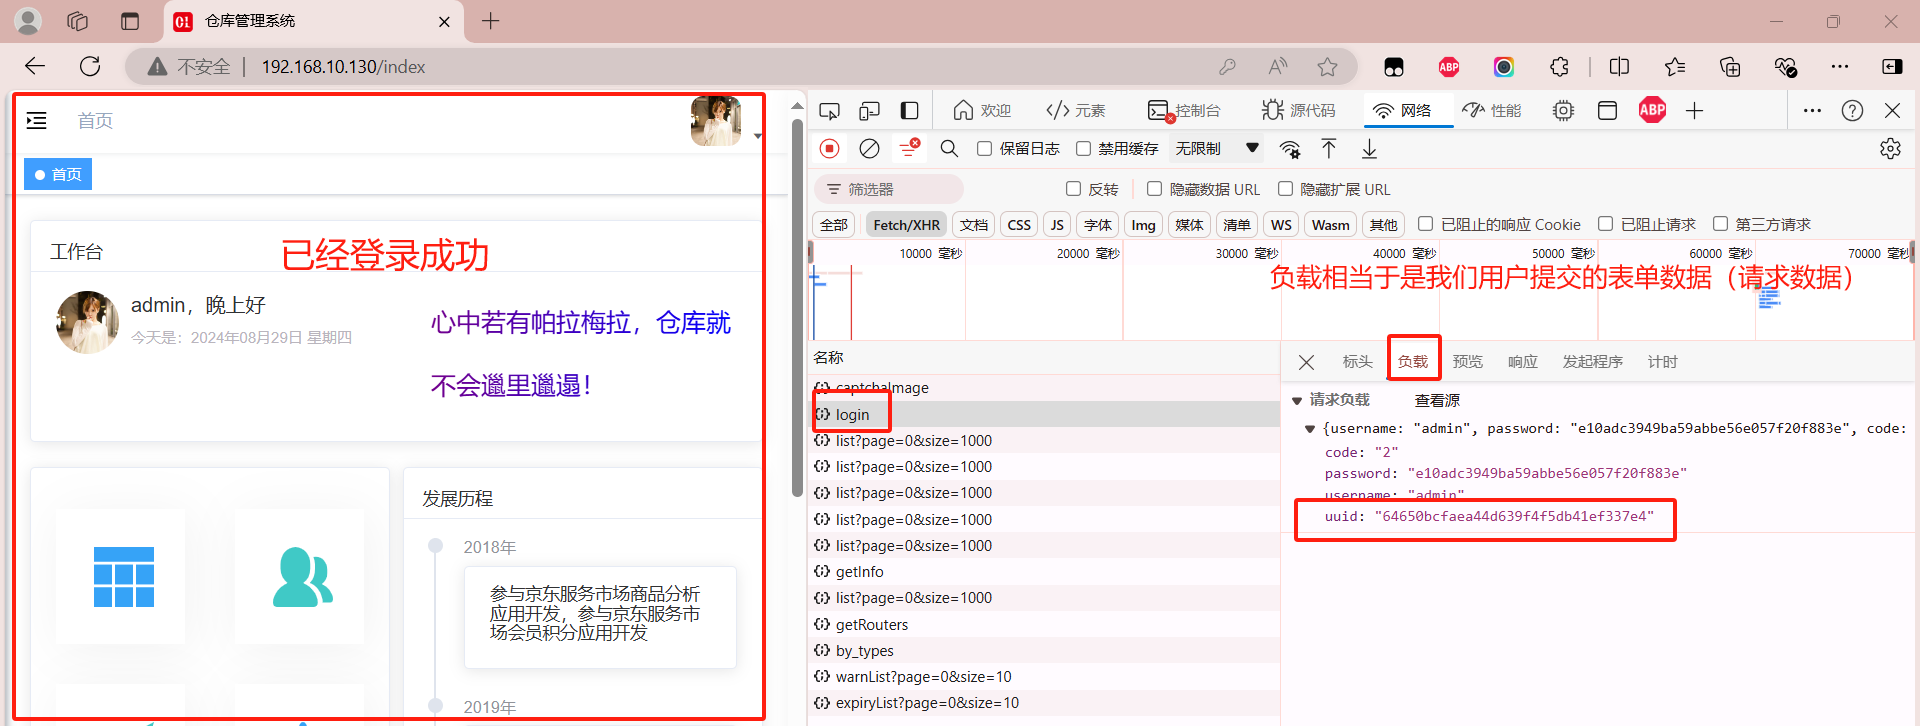 仓库管理系统
不安全
192.168.10.130/index
首页
首页
工作台
已经登录成功
admin，晚上好
今天是：2024年08月29日 星期四
心中若有帕拉梅拉，仓库就
不会邋里邋遢！
发展历程
2018年
参与京东服务市场商品分析
应用开发，参与京东服务市
场会员积分应用开发
2019年
欢迎
元素
控制台
源代码
网络
性能
ABP
ABP
保留日志
禁用缓存
无限制
筛选器
反转
隐藏数据 URL
隐藏扩展 URL
全部
Fetch/XHR
文档
CSS
JS
字体
Img
媒体
清单
WS
Wasm
其他
已阻止的响应 Cookie
已阻止请求
第三方请求
10000 毫秒
20000 毫秒
30000 毫秒
40000 毫秒
50000 毫秒
60000 毫秒
70000 毫秒
负载相当于是我们用户提交的表单数据（请求数据）
名称
captchaImage
login
list?page=0&size=1000
list?page=0&size=1000
list?page=0&size=1000
list?page=0&size=1000
list?page=0&size=1000
getInfo
list?page=0&size=1000
getRouters
by_types
warnList?page=0&size=10
expiryList?page=0&size=10
标头
负载
预览
响应
发起程序
计时
请求负载
查看源
{username: "admin", password: "e10adc3949ba59abbe56e057f20f883e", code:
code: "2"
password: "e10adc3949ba59abbe56e057f20f883e"
username: "admin"
uuid: "64650bcfaea44d639f4f5db41ef337e4"